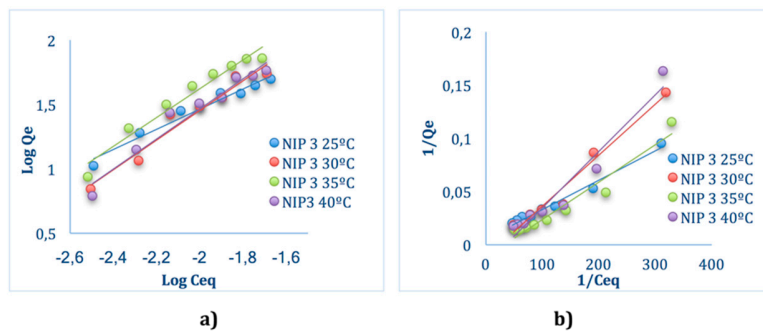 2
1,5
1
0,5
Log Qe
-2,6 -2,4 -2,2 -2 -1,8 -1,6
Log Ceq
NIP 3 25ºC
NIP 3 30ºC
NIP 3 35ºC
NIP3 40ºC
a)
0,2
0,15
0,1
0,05
0
1/Qe
0 100 200 300 400
1/Ceq
NIP 3 25ºC
NIP 3 30ºC
NIP 3 35ºC
NIP 3 40ºC
b)